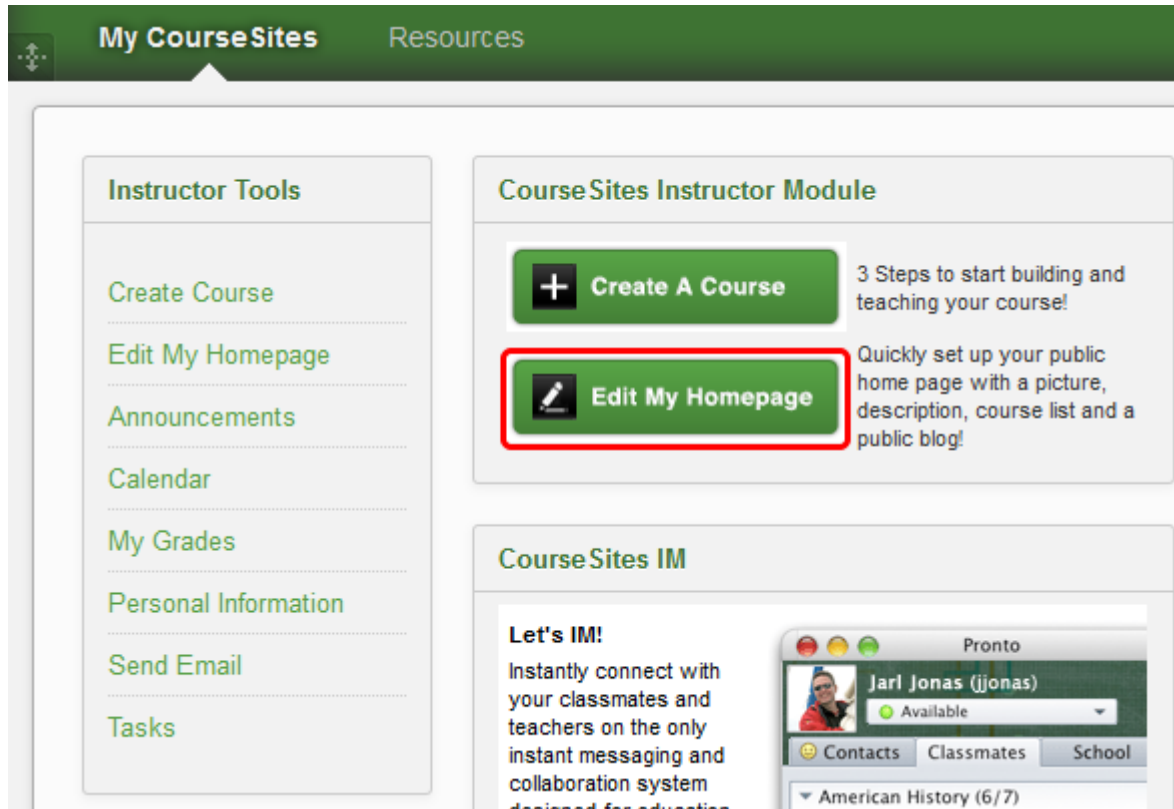 My CourseSites
Resources
Instructor Tools
Create Course
Edit My Homepage
Announcements
Calendar
My Grades
Personal Information
Send Email
Tasks
CourseSites Instructor Module
Create A Course
3 Steps to start building and
teaching your course!
Edit My Homepage
Quickly set up your public
home page with a picture,
description, course list and a
public blog!
CourseSites IM
Let's IM!
Instantly connect with
your classmates and
teachers on the only
instant messaging and
collaboration system
designed for education
Pronto
Jarl Jonas (jjonas)
Available
Contacts
Classmates
School
American History (6/7)